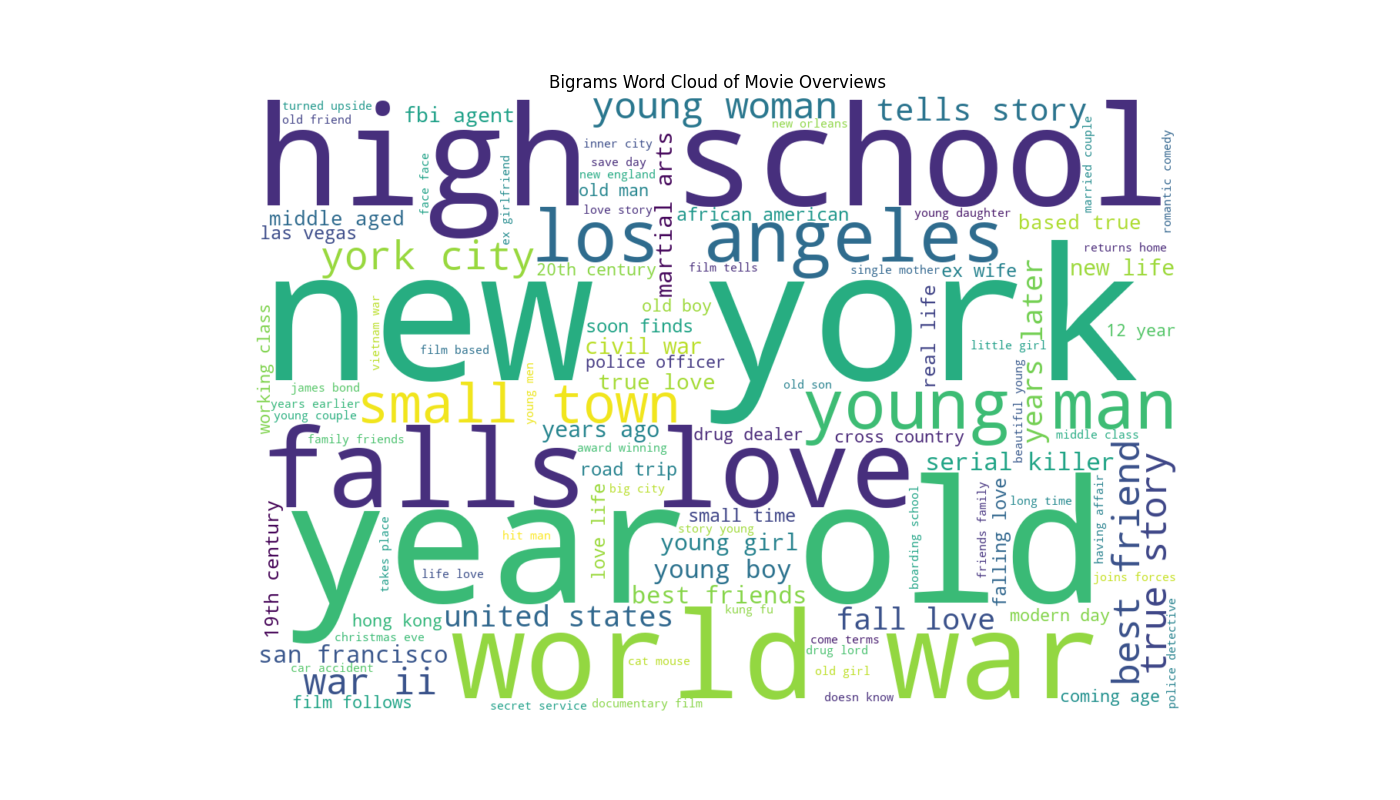 Bigrams Word Cloud of Movie Overviews
turned upside
old friend
fbi agent
young woman
new orleans
tells story
high school
inner city
save day
new england
old man
love story
face face
ex girlfriend
martial arts
married couple
romantic comedy
middle aged
las vegas
african american
young daughter
based true
los angeles
york city
20th century
film tells
single mother
ex wife
returns home
new life
new york
old boy
soon finds
civil war
police officer
true love
film based
vietnam war
working class
real life
little girl
years later
12 year
james bond
years earlier
young couple
small town
young men
old son
young man
beautiful young
family friends
years ago
award winning
drug dealer
cross country
middle class
falls love
road trip
big city
serial killer
best friend
true story
19th century
takes place
year old
hit man
life love
love life
small time
story young
young girl
young boy
best friends
boarding school
friends family
falling love
long time
having affair
joins forces
hong kong
united states
kung fu
fall love
modern day
christmas eve
san francisco
car accident
war ii
film follows
world war
cat mouse
come terms
drug lord
old girl
doesn know
coming age
police detective
secret service
documentary film